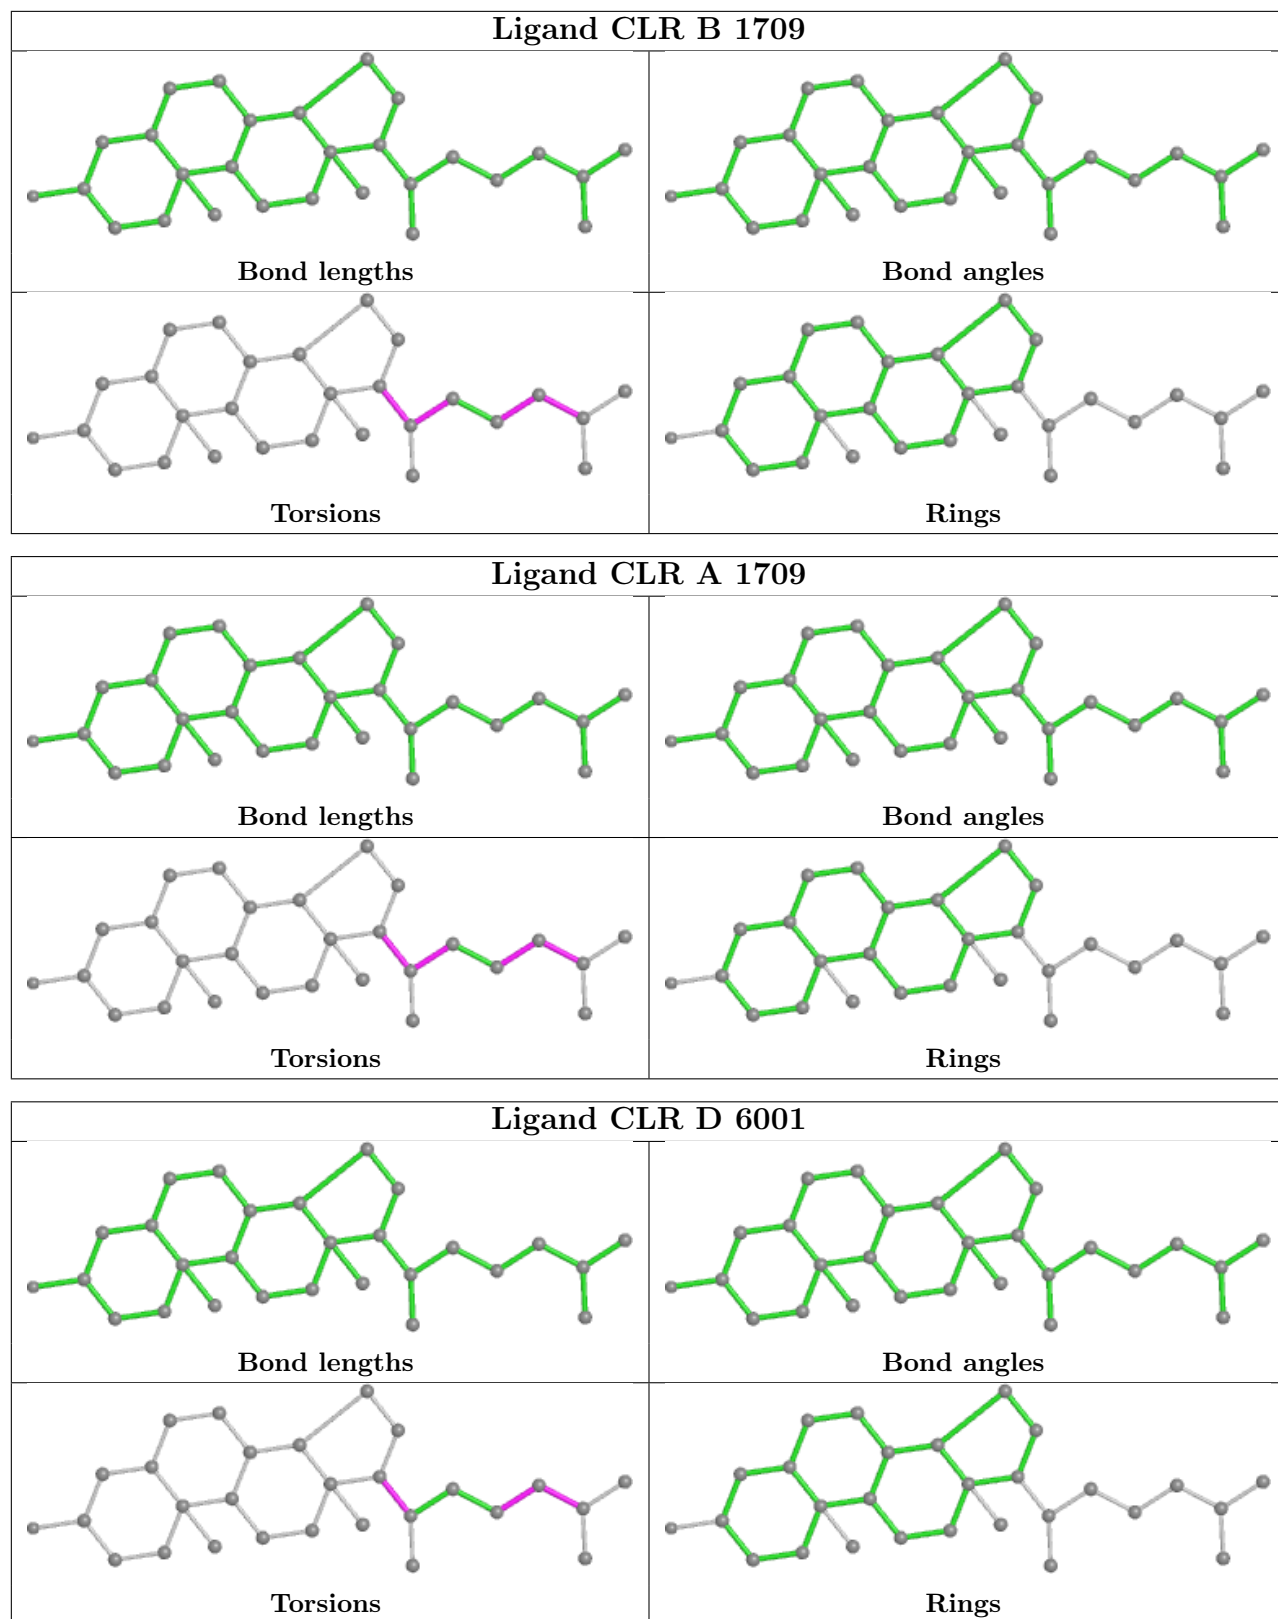 Ligand CLR B 1709
Bond lengths
Bond angles
Torsions
Rings
Ligand CLR A 1709
Bond lengths
Bond angles
Torsions
Rings
Ligand CLR D 6001
Bond lengths
Bond angles
Torsions
Rings